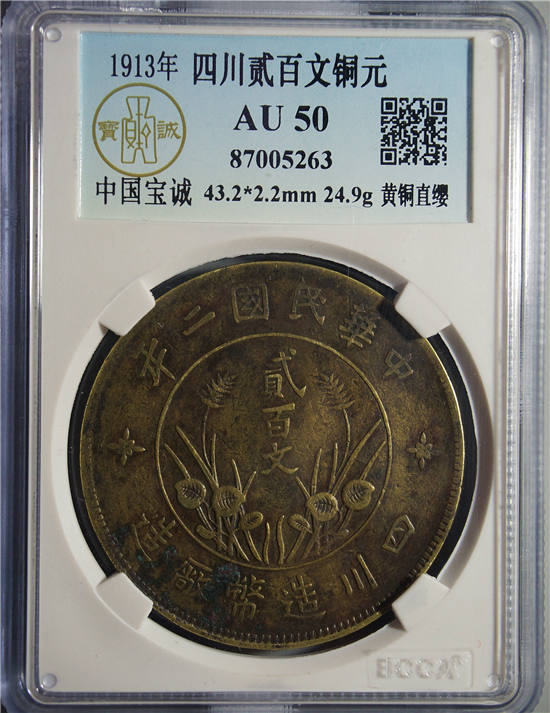 1913年 四川贰百文铜元
寳 誠
AU 50
87005263
中国宝诚 43.2*2.2mm 24.9g 黄铜直缨
年二國民華中
貳百文
造廠幣造川四